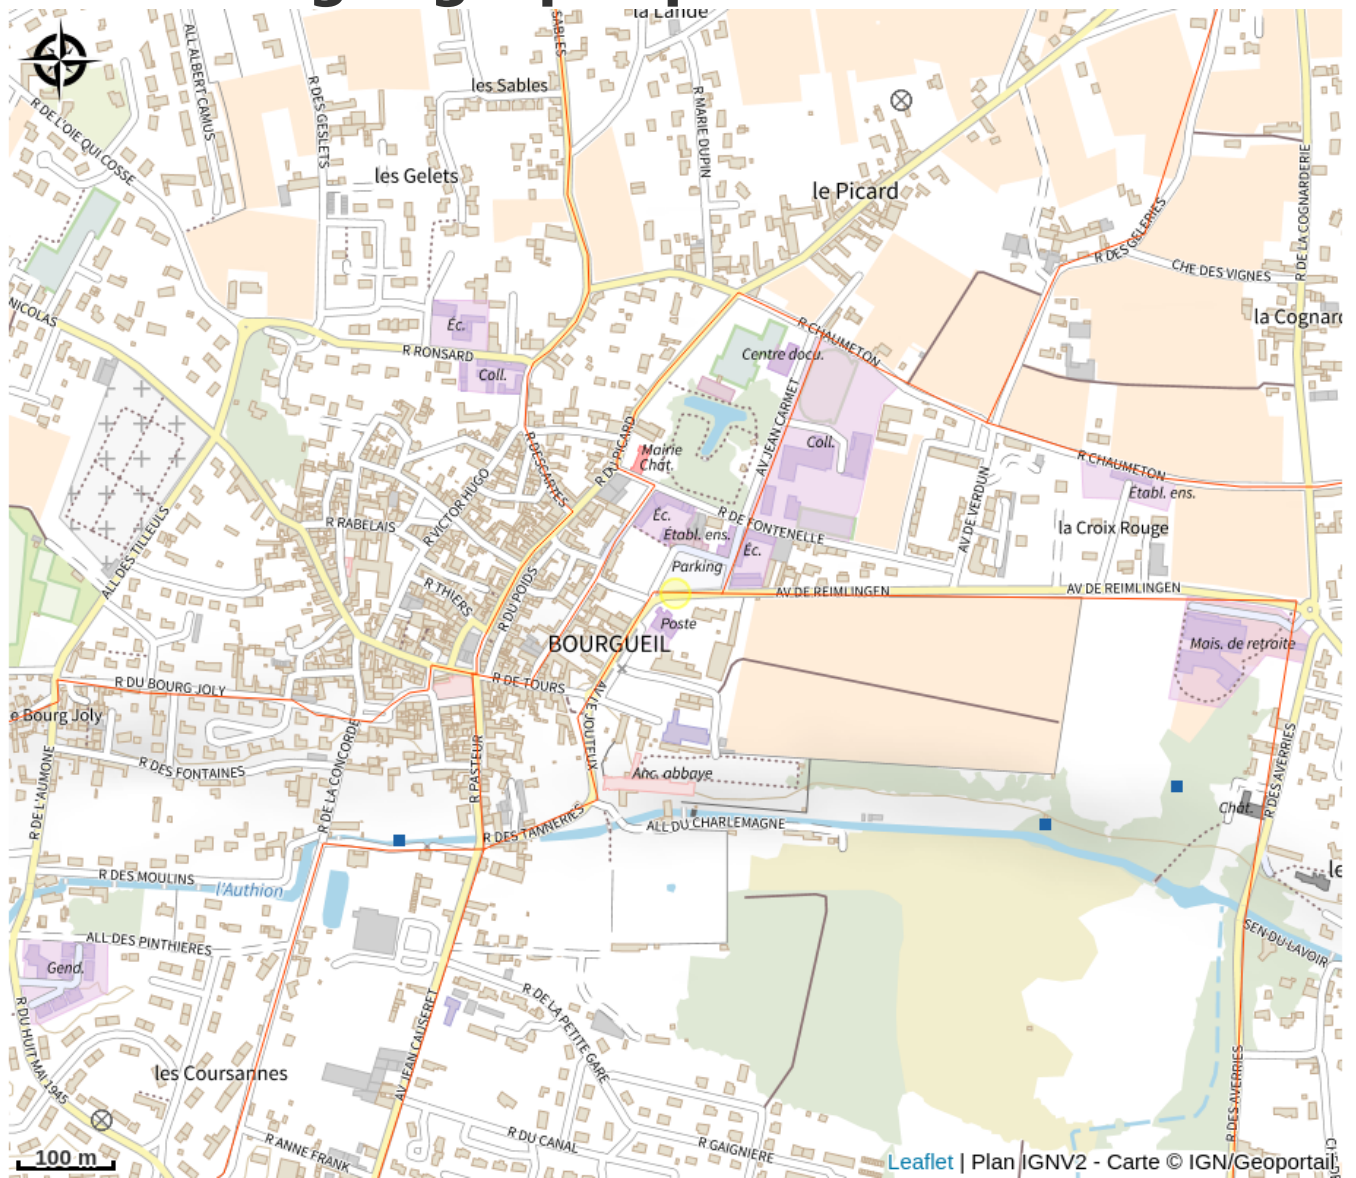 la Lande
SABLES
ALL ALBERT CAMUS
les Sables
R DE L'OIE QUI COSSE
R DES GESLETS
R MARIE DUPIN
les Gelets
le Picard
R DE LA COGNARDERIE
R DES GELERIES
CHE DES VIGNES
NICOLAS
la Cognard
Éc.
R CHAUMETON
R RONSARD
Centre docu.
Coll.
AV JEAN CARMET
R DU PICARD
R DESCARTES
Mairie
Chât.
Coll.
R CHAUMETON
R VICTOR HUGO
Établ. ens.
AV DE VERDUN
R RABELAIS
Éc.
R DE FONTENELLE
la Croix Rouge
Établ. ens.
Éc.
ALL DES TILLEULS
Parking
R THIERS
R DU POIDS
AV DE REIMLINGEN
AV DE REIMLINGEN
Poste
BOURGUEIL
Mais. de retraite
R DU BOURG JOLY
R DE TOURS
e Bourg Joly
AV LE JOUTEUX
R DE LA CONCORDE
R PASTEUR
R DES FONTAINES
Anc. abbaye
R DE L'AUMONE
R DES AVERRIES
Chât.
R DES TANNERIES
ALL DU CHARLEMAGNE
R DES MOULINS
l'Authion
le
ALL DES PINTHIERES
SEN DU LAVOIR
Gend.
R DE LA PETITE GARE
AV JEAN CAUSERET
R DU HUIT MAI 1945
les Coursannes
R DES AVERRIES
R DU CANAL
R GAIGNIERE
R ANNE FRANK
100 m
Leaflet | Plan IGNV2 - Carte © IGN/Geoportail